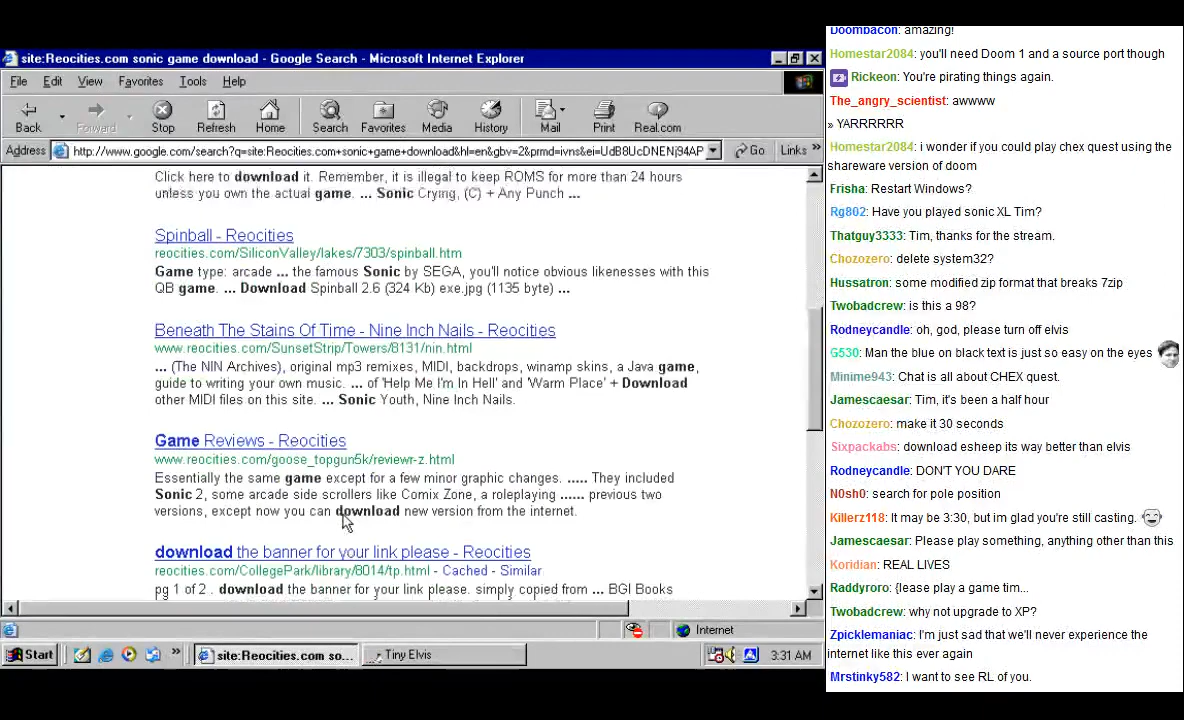 site:Reocities.com sonic game download - Google Search - Microsoft Internet Explorer
File Edit View Favorites Tools Help
Back Forward Stop Refresh Home Search Favorites Media History Mail Print Real.com
Address http://www.google.com/search?q=site:Reocities.com+sonic+game+download&hl=en&gbv=2&prmd=ivns&ei=UdB8UcDNENj94AP Go Links »
Click here to download it. Remember, it is illegal to keep ROMS for more than 24 hours
unless you own the actual game. ... Sonic Crying, (C) + Any Punch ...
Spinball - Reocities
reocities.com/SiliconValley/lakes/7303/spinball.htm
Game type: arcade ... the famous Sonic by SEGA, you'll notice obvious likenesses with this
QB game. ... Download Spinball 2.6 (324 Kb) exe.jpg (1135 byte) ...
Beneath The Stains Of Time - Nine Inch Nails - Reocities
www.reocities.com/SunsetStrip/Towers/8131/nin.html
... (The NIN Archives), original mp3 remixes, MIDI, backdrops, winamp skins, a Java game,
guide to writing your own music. ... of 'Help Me I'm In Hell' and 'Warm Place' + Download
other MIDI files on this site. ... Sonic Youth, Nine Inch Nails.
Game Reviews - Reocities
www.reocities.com/goose_topgun5k/reviewr-z.html
Essentially the same game except for a few minor graphic changes. ..... They included
Sonic 2, some arcade side scrollers like Comix Zone, a roleplaying ...... previous two
versions, except now you can download new version from the internet.
download the banner for your link please - Reocities
reocities.com/CollegePark/library/8014/tp.html - Cached - Similar
pg 1 of 2 . download the banner for your link please. simply copied from ... BGI Books
Internet
Start » site:Reocities.com so... Tiny Elvis 3:31 AM
Doombacon: amazing!
Homestar2084: you'll need Doom 1 and a source port though
Rickeon: You're pirating things again.
The_angry_scientist: awwww
» YARRRRRR
Homestar2084: i wonder if you could play chex quest using the
shareware version of doom
Frisha: Restart Windows?
Rg802: Have you played sonic XL Tim?
Thatguy3333: Tim, thanks for the stream.
Chozozero: delete system32?
Hussatron: some modified zip format that breaks 7zip
Twobadcrew: is this a 98?
Rodneycandle: oh, god, please turn off elvis
G530: Man the blue on black text is just so easy on the eyes
Minime943: Chat is all about CHEX quest.
Jamescaesar: Tim, it's been a half hour
Chozozero: make it 30 seconds
Sixpackabs: download esheep its way better than elvis
Rodneycandle: DON'T YOU DARE
N0sh0: search for pole position
Killerz118: It may be 3:30, but im glad you're still casting.
Jamescaesar: Please play something, anything other than this
Koridian: REAL LIVES
Raddyroro: {lease play a game tim...
Twobadcrew: why not upgrade to XP?
Zpicklemaniac: I'm just sad that we'll never experience the
internet like this ever again
Mrstinky582: I want to see RL of you.